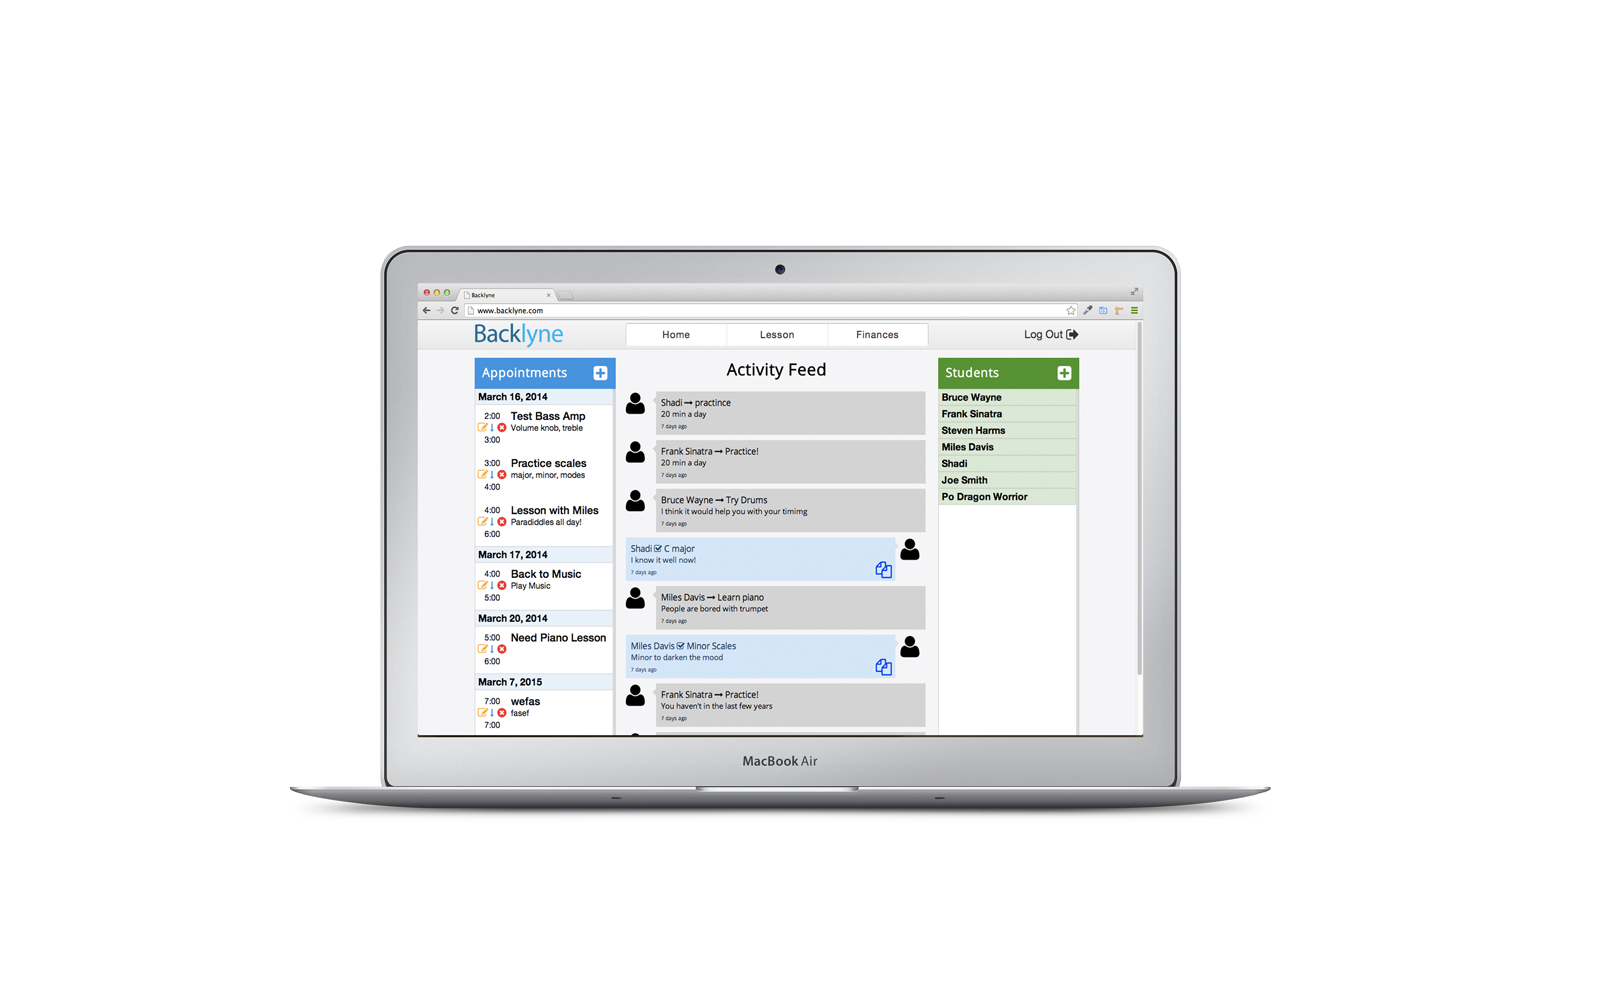 Backlyne
www.backlyne.com
Backlyne
Home
Lesson
Finances
Log Out
Appointments
March 16, 2014
2:00
Test Bass Amp
Volume knob, treble
3:00
3:00
Practice scales
major, minor, modes
4:00
4:00
Lesson with Miles
Paradiddles all day!
6:00
March 17, 2014
4:00
Back to Music
Play Music
5:00
March 20, 2014
5:00
Need Piano Lesson
6:00
March 7, 2015
7:00
wefas
fasef
7:00
Activity Feed
Shadi → practince
20 min a day
7 days ago
Frank Sinatra → Practice!
20 min a day
7 days ago
Bruce Wayne → Try Drums
I think it would help you with your timimg
7 days ago
Shadi ☑ C major
I know it well now!
7 days ago
Miles Davis → Learn piano
People are bored with trumpet
7 days ago
Miles Davis ☑ Minor Scales
Minor to darken the mood
7 days ago
Frank Sinatra → Practice!
You haven't in the last few years
7 days ago
Students
Bruce Wayne
Frank Sinatra
Steven Harms
Miles Davis
Shadi
Joe Smith
Po Dragon Worrior
MacBook Air